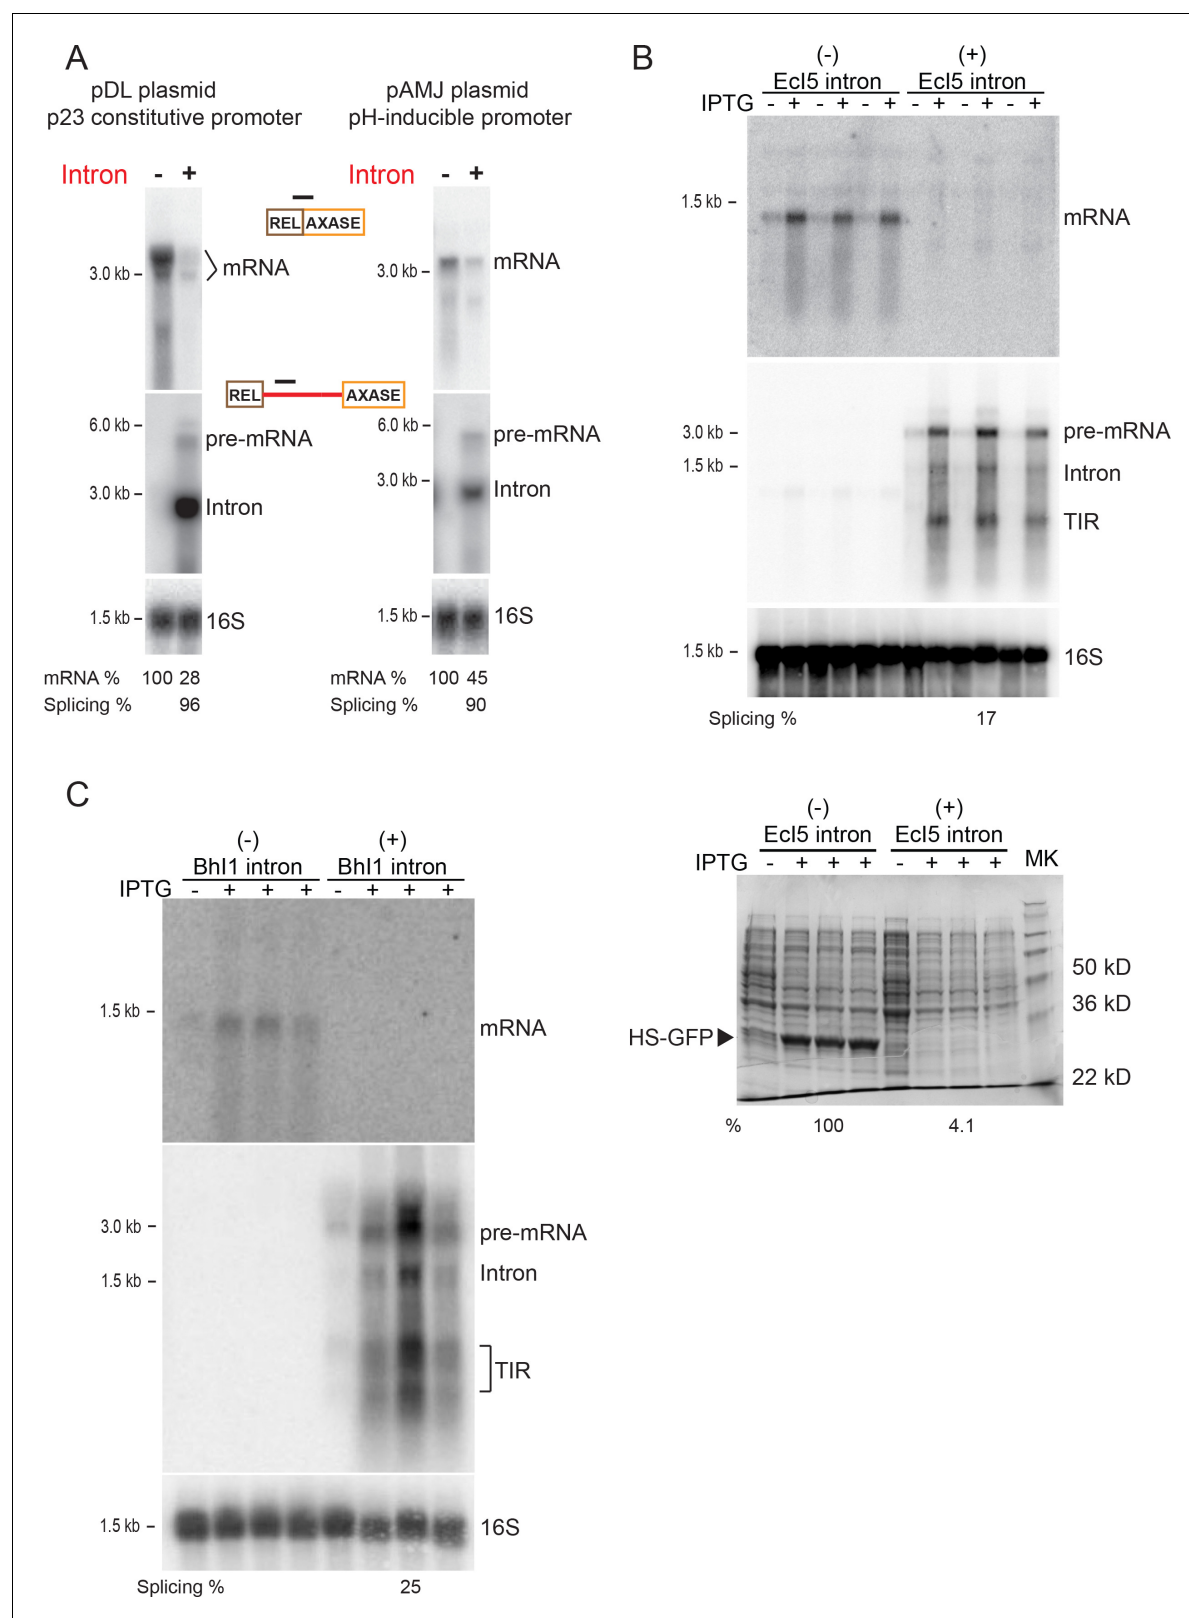 A
pDL plasmid
p23 constitutive promoter
pAMJ plasmid
pH-inducible promoter
Intron - +
Intron - +
REL AXASE
3.0 kb
mRNA
3.0 kb
mRNA
REL AXASE
6.0 kb
pre-mRNA
3.0 kb
Intron
6.0 kb
pre-mRNA
3.0 kb
Intron
1.5 kb
16S
1.5 kb
16S
mRNA % 100 28
Splicing % 96
100 45
90
mRNA %
Splicing %
B
(-) (+)
EcI5 intron EcI5 intron
IPTG - + - + - + - + - + - +
1.5 kb
mRNA
3.0 kb
pre-mRNA
1.5 kb
Intron
TIR
1.5 kb
16S
Splicing % 17
(-) (+)
EcI5 intron EcI5 intron
IPTG - + + + - + + + MK
50 kD
36 kD
HS-GFP
22 kD
% 100 4.1
C
(-) (+)
BhI1 intron BhI1 intron
IPTG - + + + - + + +
1.5 kb
mRNA
3.0 kb
pre-mRNA
1.5 kb
Intron
TIR
1.5 kb
16S
Splicing % 25